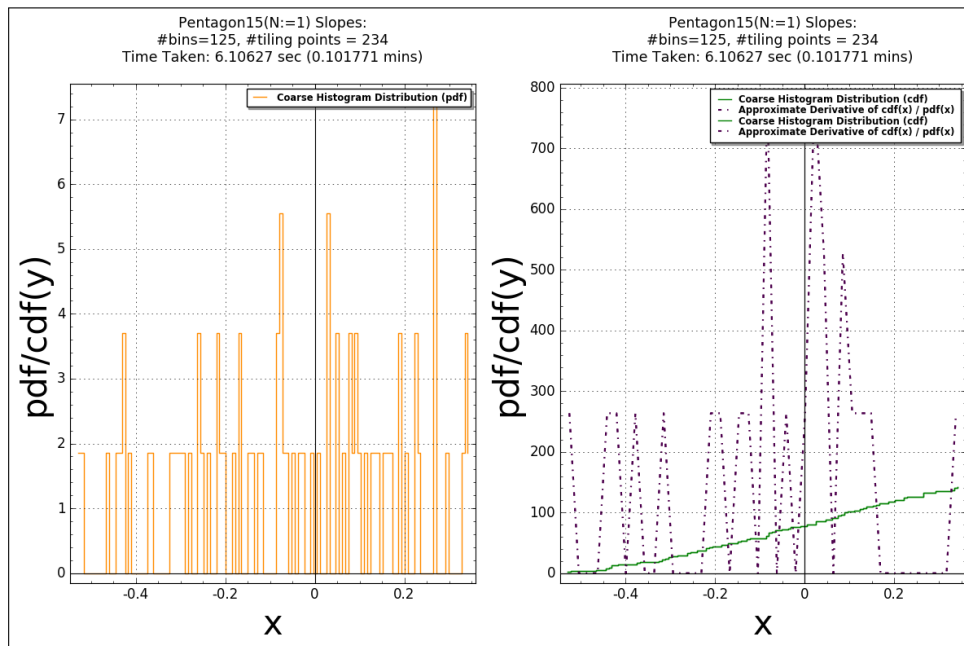 Pentagon15(N:=1) Slopes:
#bins=125, #tiling points = 234
Time Taken: 6.10627 sec (0.101771 mins)
Coarse Histogram Distribution (pdf)
7
6
5
4
3
2
1
0
-0.4
-0.2
0
0.2
pdf/cdf(y)
x
Pentagon15(N:=1) Slopes:
#bins=125, #tiling points = 234
Time Taken: 6.10627 sec (0.101771 mins)
Coarse Histogram Distribution (cdf)
Approximate Derivative of cdf(x) / pdf(x)
Coarse Histogram Distribution (cdf)
Approximate Derivative of cdf(x) / pdf(x)
800
700
600
500
400
300
200
100
0
-0.4
-0.2
0
0.2
pdf/cdf(y)
x